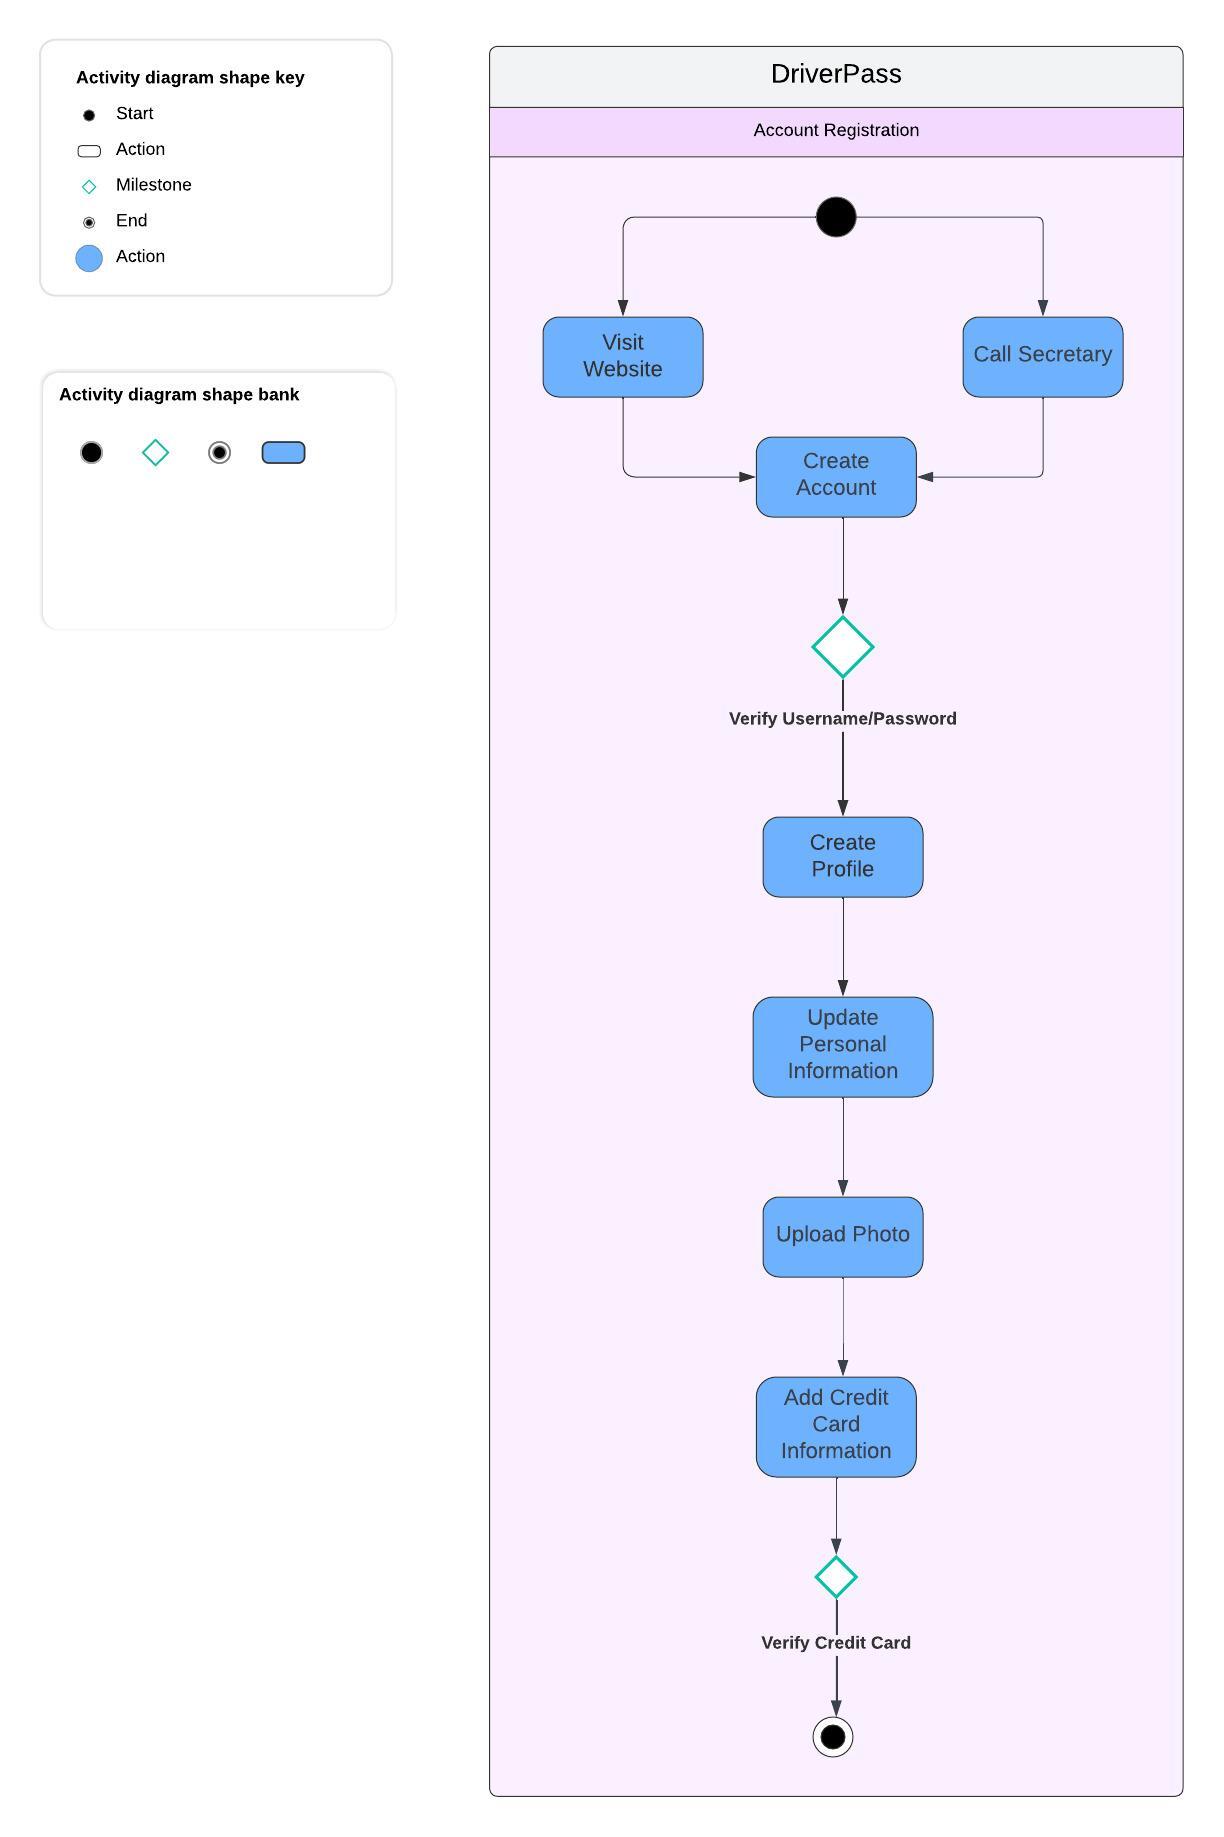 Activity diagram shape key
Start
Action
Milestone
End
Action
Activity diagram shape bank
DriverPass
Account Registration
Visit
Website
Call Secretary
Create
Account
Verify Username/Password
Create
Profile
Update
Personal
Information
Upload Photo
Add Credit
Card
Information
Verify Credit Card